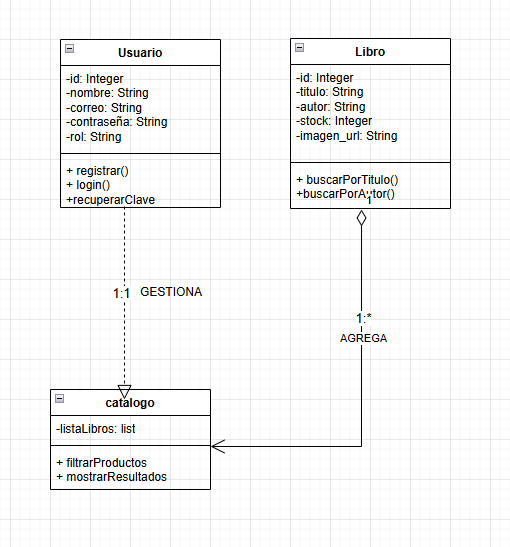 Usuario
-id: Integer
-nombre: String
-correo: String
-contraseña: String
-rol: String
+ registrar()
+ login()
+recuperarClave
Libro
-id: Integer
-titulo: String
-autor: String
-stock: Integer
-imagen_url: String
+ buscarPorTitulo()
+buscarPorAutor()
1:1 GESTIONA
1:*
AGREGA
catalogo
-listaLibros: list
+ filtrarProductos
+ mostrarResultados